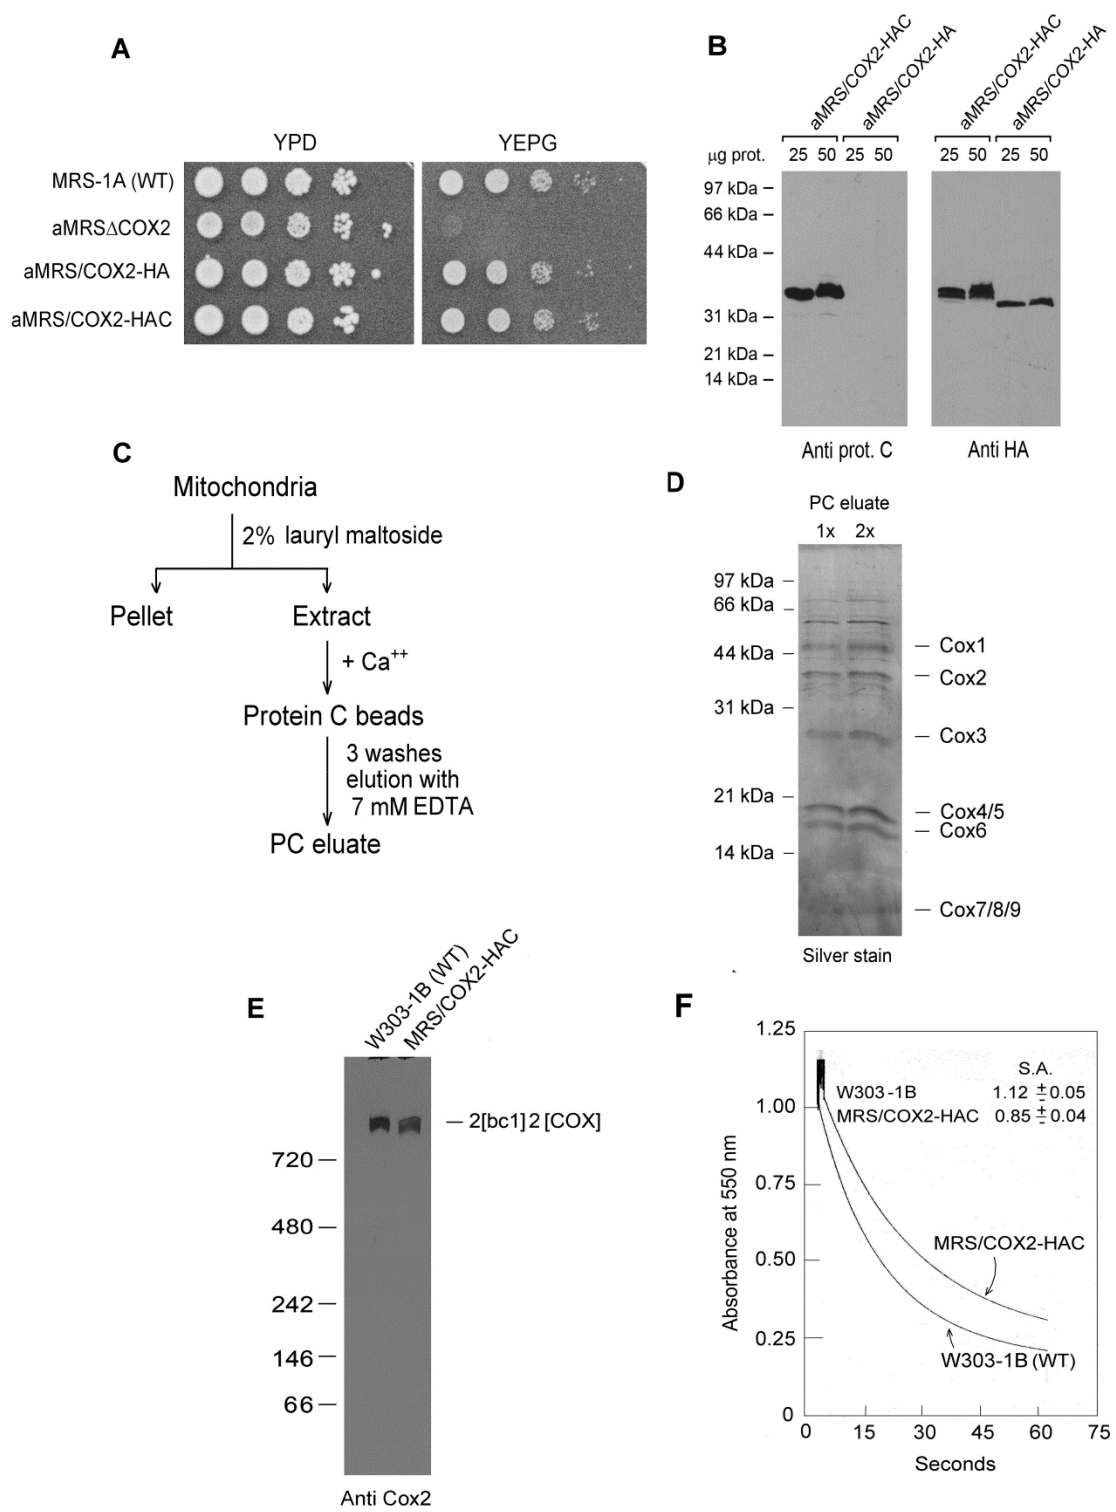 A
YPD
YEPG
MRS-1A (WT)
aMRSΔCOX2
aMRS/COX2-HA
aMRS/COX2-HAC
B
aMRS/COX2-HAC
aMRS/COX2-HA
aMRS/COX2-HAC
aMRS/COX2-HA
μg prot. 25 50 25 50 25 50 25 50
97 kDa
66 kDa
44 kDa
31 kDa
21 kDa
14 kDa
Anti prot. C
Anti HA
C
Mitochondria
2% lauryl maltoside
Pellet
Extract
+ Ca++
Protein C beads
3 washes
elution with
7 mM EDTA
PC eluate
D
PC eluate
1x 2x
97 kDa
66 kDa
44 kDa
31 kDa
21 kDa
14 kDa
Cox1
Cox2
Cox3
Cox4/5
Cox6
Cox7/8/9
Silver stain
E
W303-1B (WT)
MRS/COX2-HAC
2[bc1]2 [COX]
720
480
242
146
66
Anti Cox2
F
Absorbance at 550 nm
1.25
1.00
0.75
0.50
0.25
0
S.A.
W303-1B 1.12 ± 0.05
MRS/COX2-HAC 0.85 ± 0.04
MRS/COX2-HAC
W303-1B (WT)
0 15 30 45 60 75
Seconds